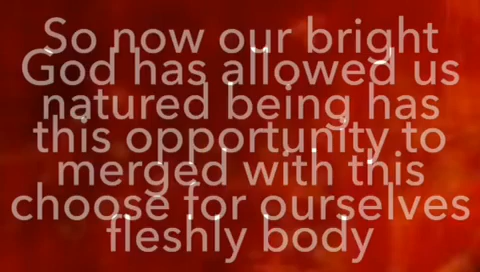 So now our bright
God has allowed us
natured being has
this opportunity to
merged with this
choose for ourselves
fleshly body